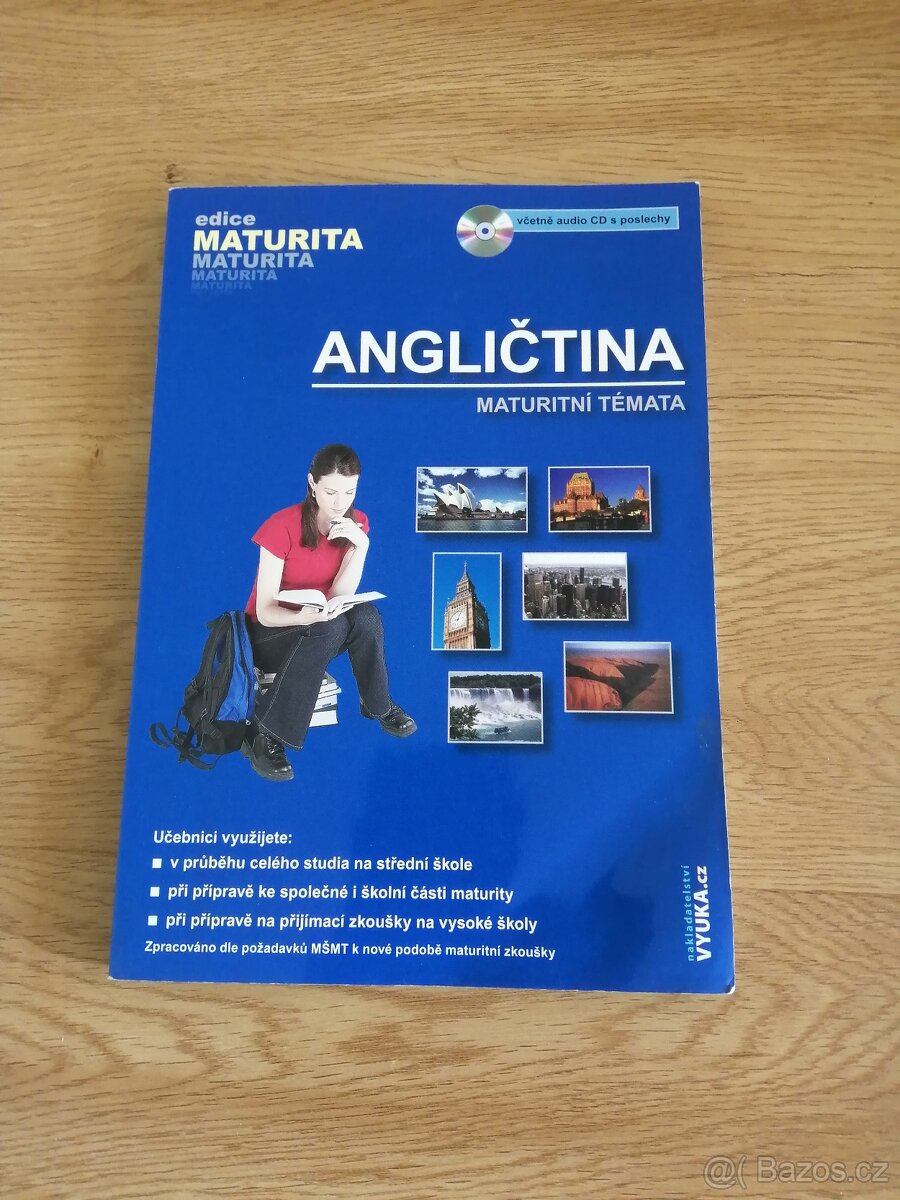 edice
MATURITA
MATURITA
MATURITA
MATURITA
včetně audio CD s poslechy
ANGLIČTINA
MATURITNÍ TÉMATA
Učebnici využijete:
v průběhu celého studia na střední škole
při přípravě ke společné i školní části maturity
při přípravě na přijímací zkoušky na vysoké školy
Zpracováno dle požadavků MŠMT k nové podobě maturitní zkoušky
nakladatelství
VYUKA.cz
@( Bazos.cz